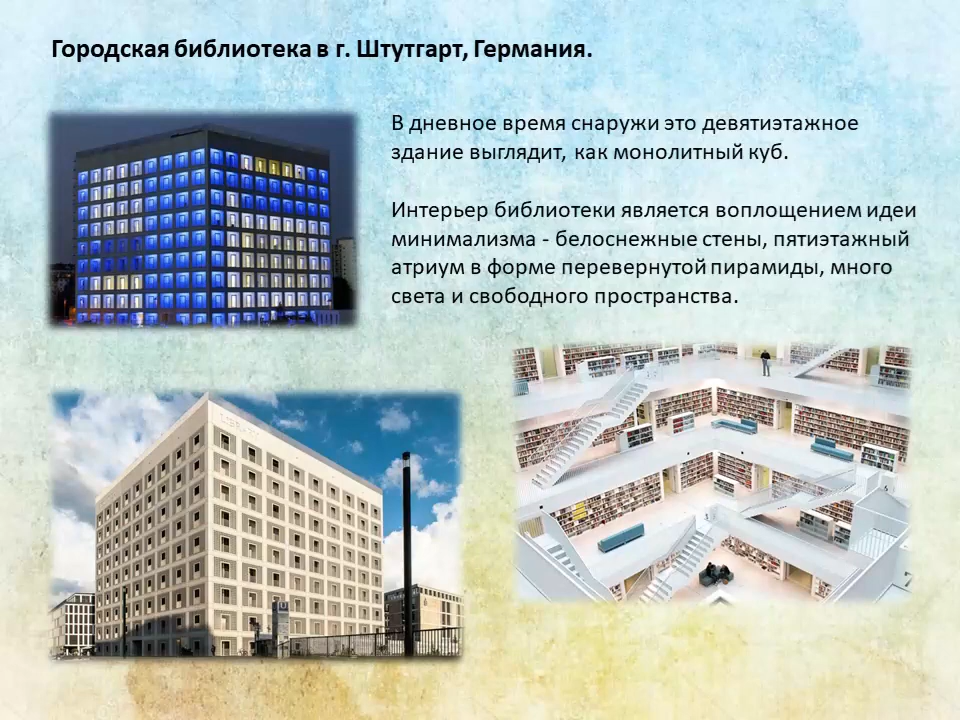 Городская библиотека в г. Штутгарт, Германия.
В дневное время снаружи это девятиэтажное
здание выглядит, как монолитный куб.
Интерьер библиотеки является воплощением идеи
минимализма - белоснежные стены, пятиэтажный
атриум в форме перевернутой пирамиды, много
света и свободного пространства.
LIBRARY